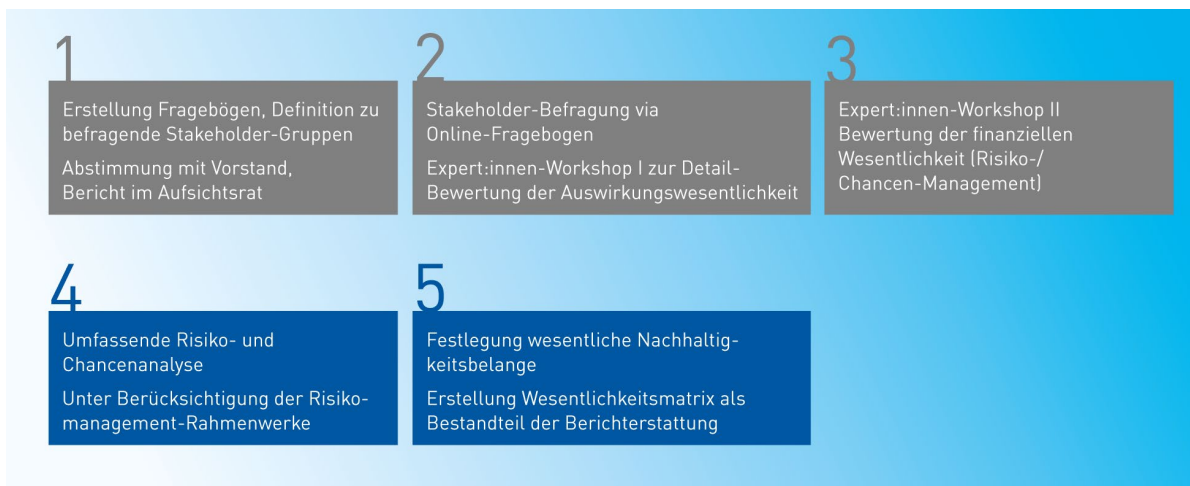 1
Erstellung Fragebögen, Definition zu
befragende Stakeholder-Gruppen
Abstimmung mit Vorstand,
Bericht im Aufsichtsrat
2
Stakeholder-Befragung via
Online-Fragebogen
Expert:innen-Workshop I zur Detail-
Bewertung der Auswirkungswesentlichkeit
3
Expert:innen-Workshop II
Bewertung der finanziellen
Wesentlichkeit (Risiko-/
Chancen-Management)
4
Umfassende Risiko- und
Chancenanalyse
Unter Berücksichtigung der Risiko-
management-Rahmenwerke
5
Festlegung wesentliche Nachhaltig-
keitsbelange
Erstellung Wesentlichkeitsmatrix als
Bestandteil der Berichterstattung